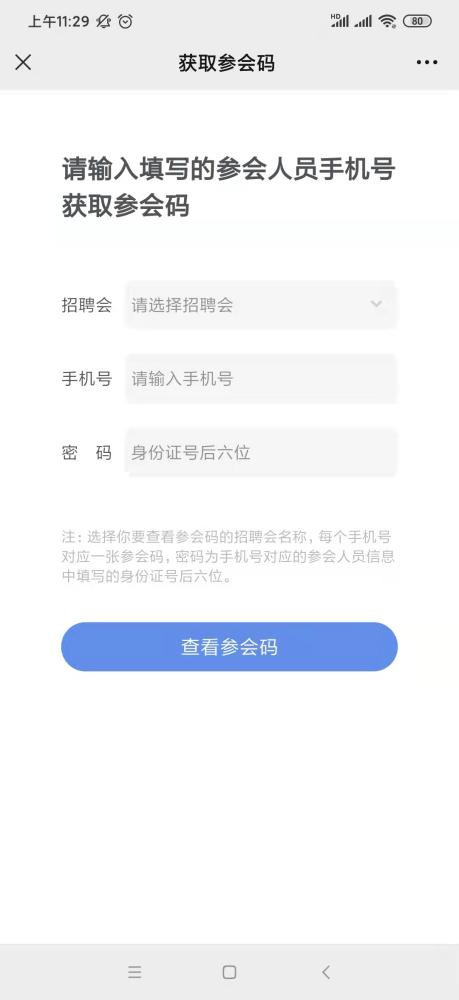 上午11:29
HD
80
获取参会码
请输入填写的参会人员手机号
获取参会码
招聘会 请选择招聘会
手机号 请输入手机号
密 码 身份证号后六位
注: 选择你要查看参会码的招聘会名称, 每个手机号
对应一张参会码, 密码为手机号对应的参会人员信息
中填写的身份证号后六位。
查看参会码